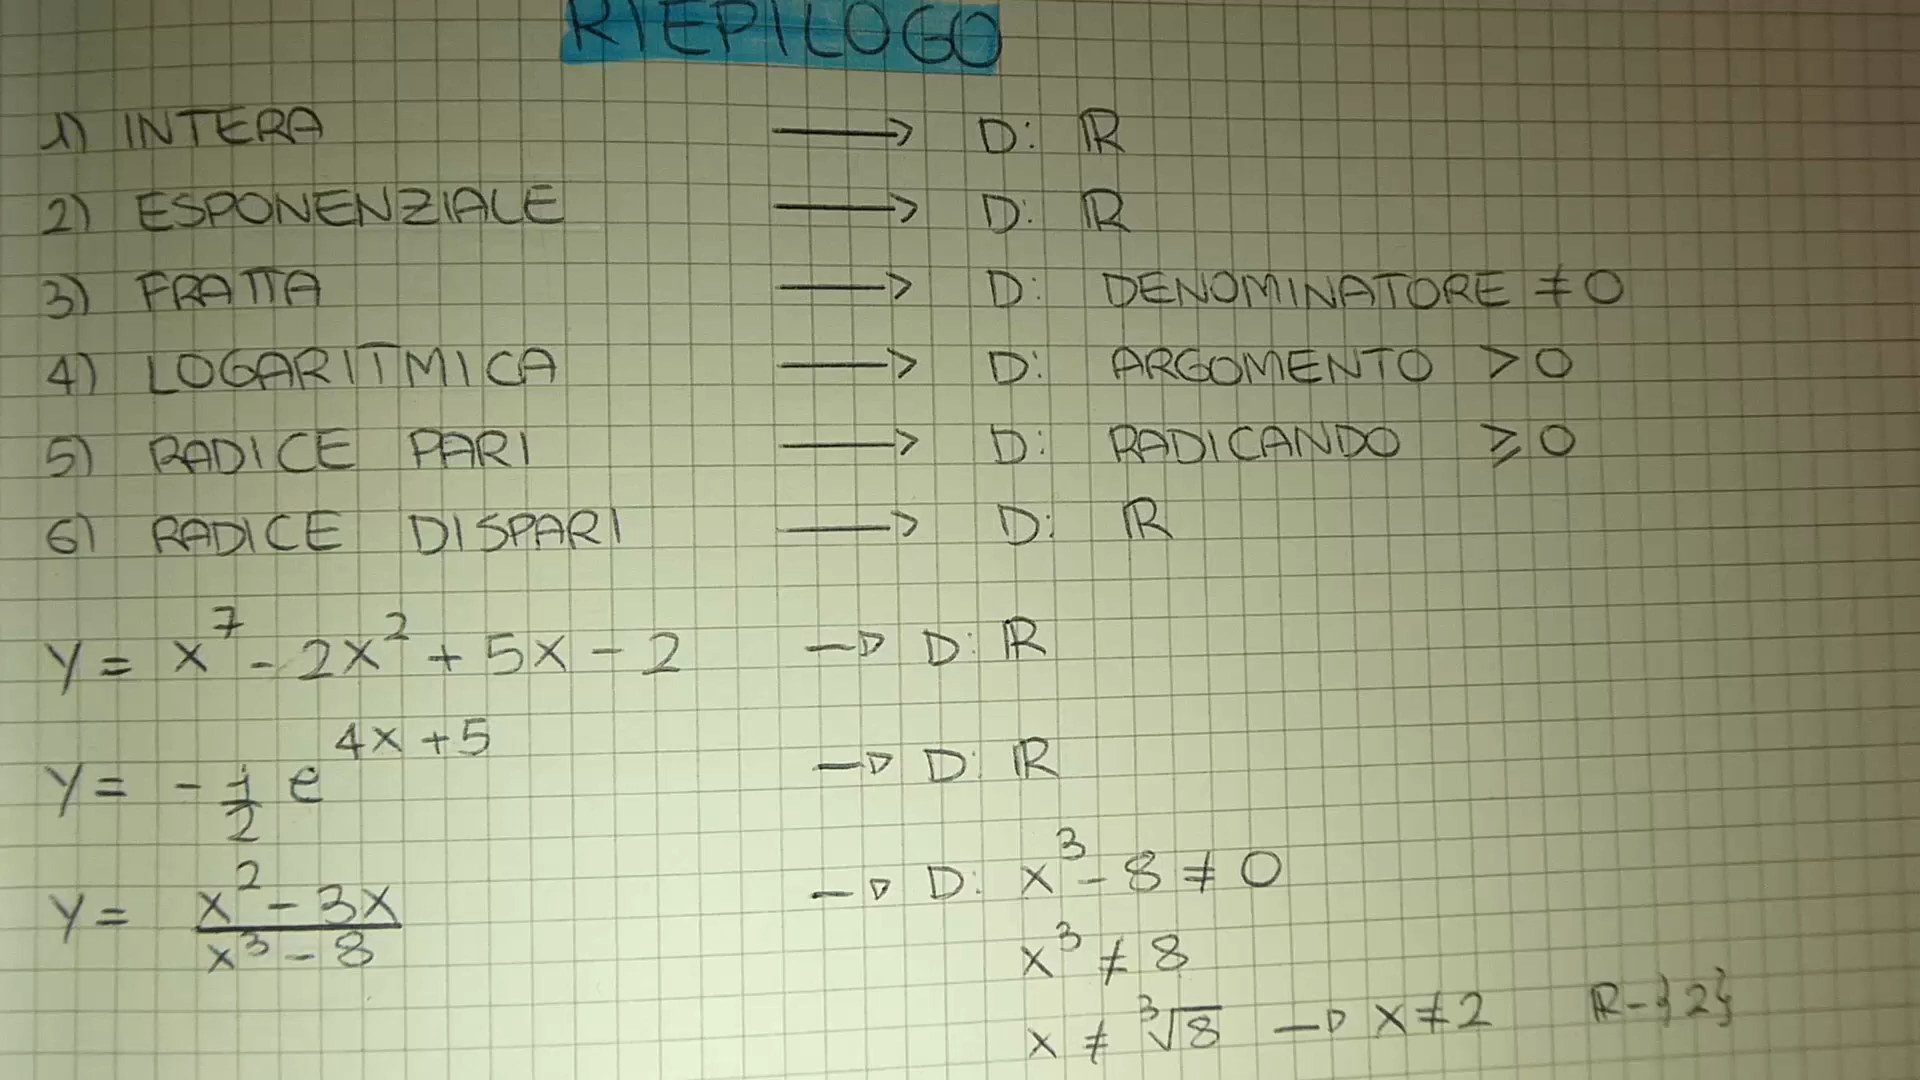 RIEPILOGO
1) INTERA → D: ℝ
2) ESPONENZIALE → D: ℝ
3) FRATTA → D: DENOMINATORE ≠ 0
4) LOGARITMICA → D: ARGOMENTO > 0
5) RADICE PARI → D: RADICANDO ≥ 0
6) RADICE DISPARI → D: ℝ
y = x⁷ - 2x² + 5x - 2 → D: ℝ
y = - 1/2 e^(4x+5) → D: ℝ
y = (x² - 3x)/(x³ - 8) → D: x³ - 8 ≠ 0
x³ ≠ 8
x ≠ ∛8 → x ≠ 2 ℝ - {2}